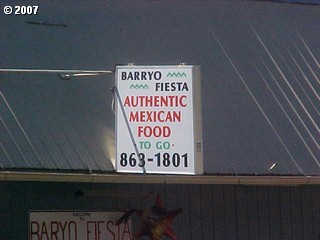 © 2007
BARRYO
FIESTA
AUTHENTIC
MEXICAN
FOOD
TO GO
863-1801
BARYO FIESTA